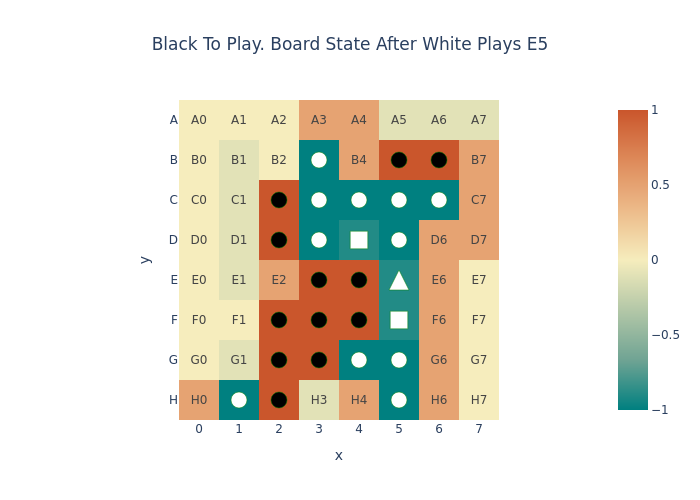 Black To Play. Board State After White Plays E5
A A0 A1 A2 A3 A4 A5 A6 A7
B B0 B1 B2 B4 B7
C C0 C1 C7
D D0 D1 D6 D7
E E0 E1 E2 E6 E7
F F0 F1 F6 F7
G G0 G1 G6 G7
H H0 H3 H4 H6 H7
0 1 2 3 4 5 6 7
x
y
1
0.5
0
−0.5
−1